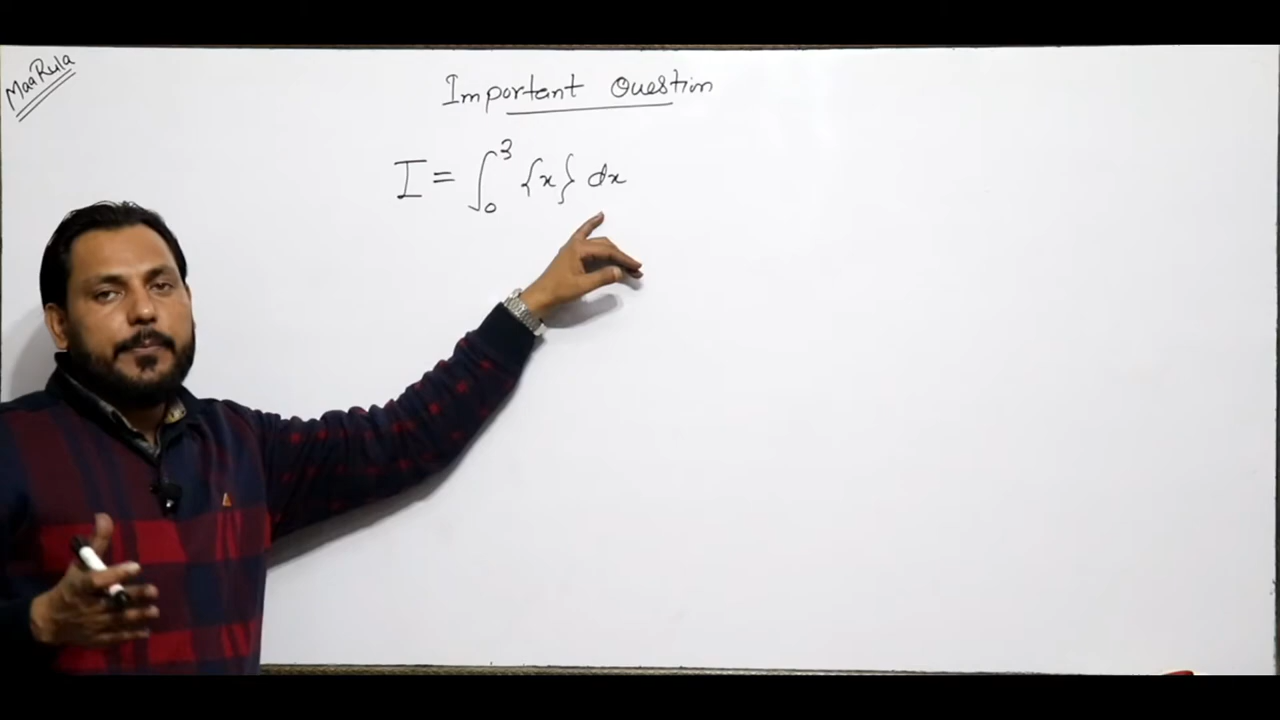 MaaRula
Important Question
I = ∫₀³ {x} dx